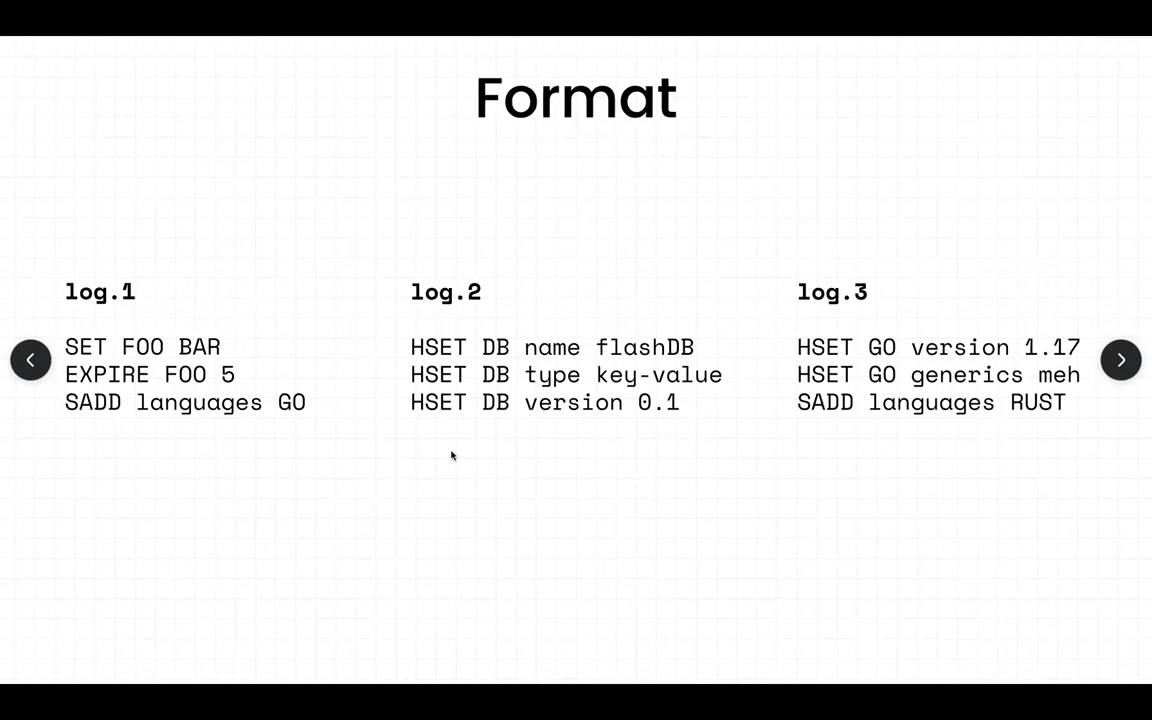 Format
log.1
SET FOO BAR
EXPIRE FOO 5
SADD languages GO
log.2
HSET DB name flashDB
HSET DB type key-value
HSET DB version 0.1
log.3
HSET GO version 1.17
HSET GO generics meh
SADD languages RUST